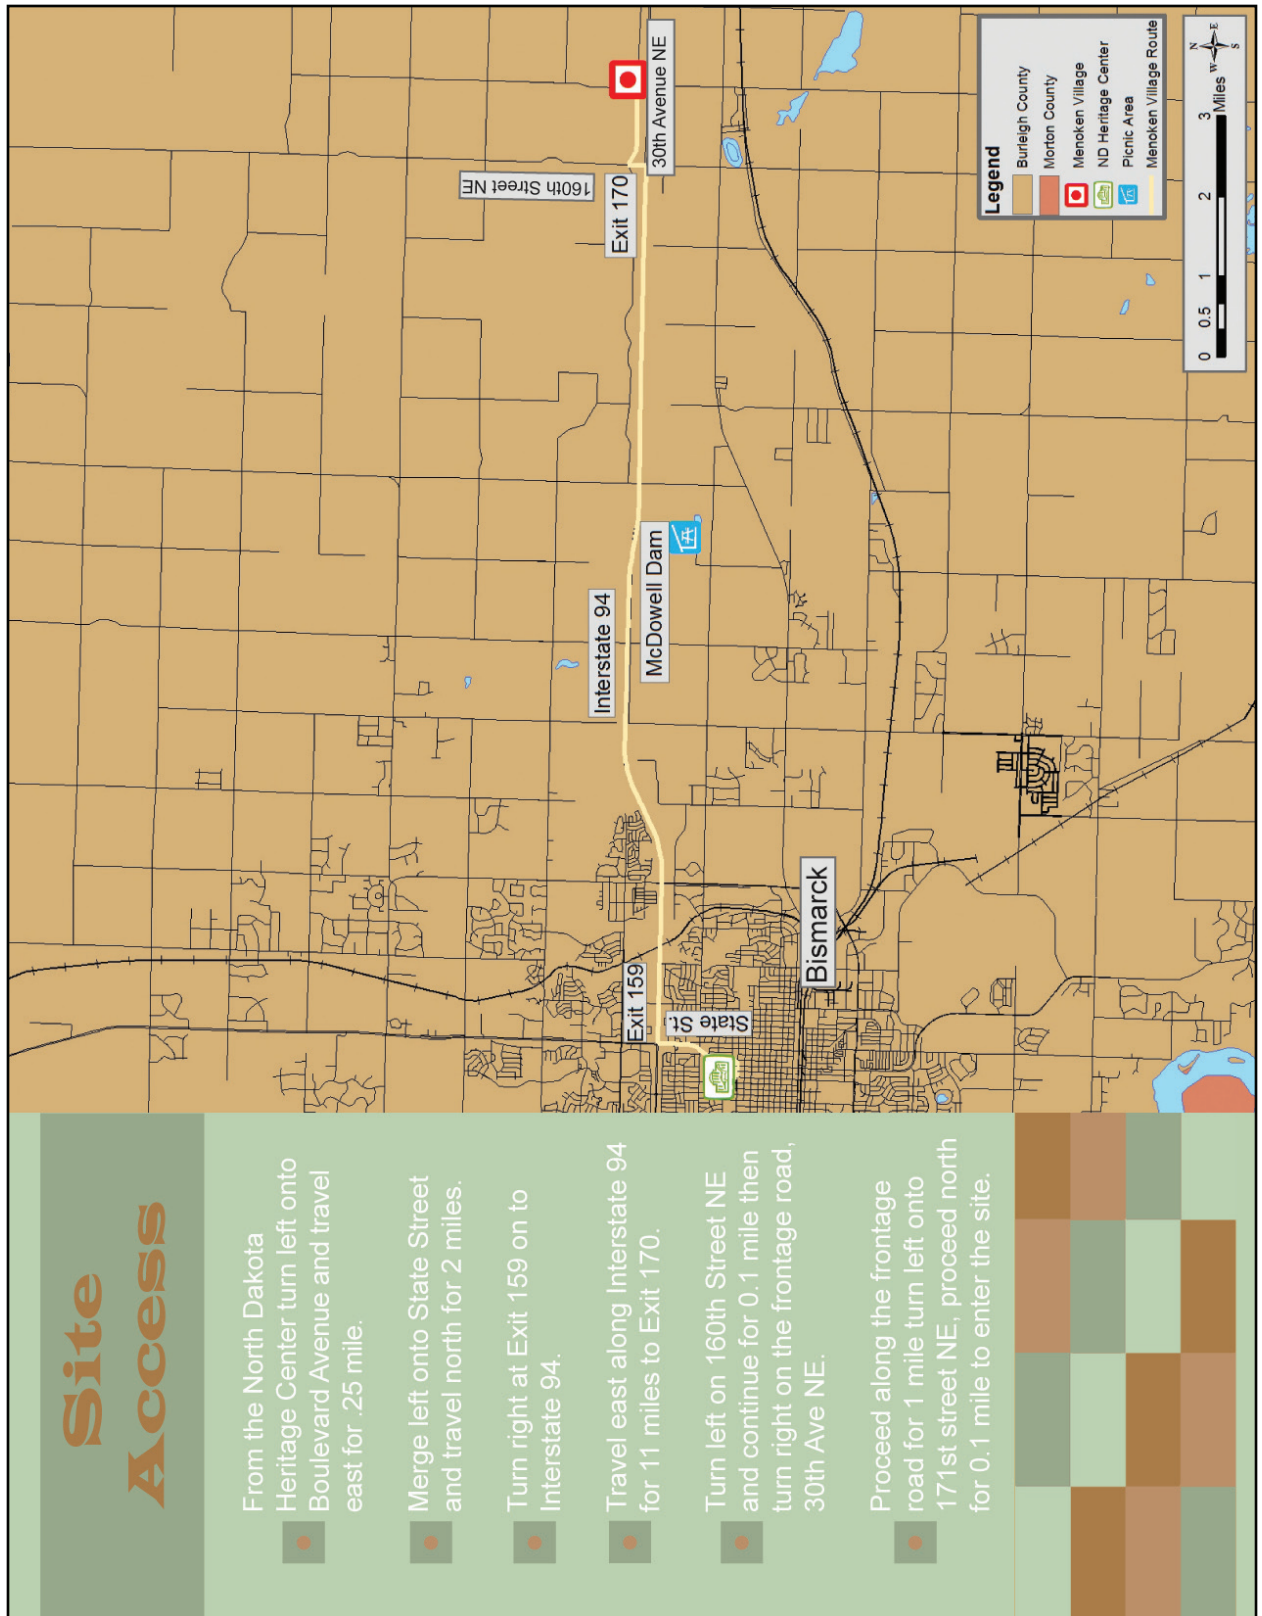 Site
Access
From the North Dakota
Heritage Center turn left onto
Boulevard Avenue and travel
east for .25 mile.
Merge left onto State Street
and travel north for 2 miles.
Turn right at Exit 159 on to
Interstate 94.
Travel east along Interstate 94
for 11 miles to Exit 170.
Turn left on 160th Street NE
and continue for 0.1 mile then
turn right on the frontage road,
30th Ave NE.
Proceed along the frontage
road for 1 mile turn left onto
171st street NE, proceed north
for 0.1 mile to enter the site.
Exit 159
State St.
Bismarck
Interstate 94
McDowell Dam
160th Street NE
Exit 170
30th Avenue NE
Legend
Burleigh County
Morton County
Menoken Village
ND Heritage Center
Picnic Area
Menoken Village Route
N
W E
S
0 0.5 1 2 3
Miles